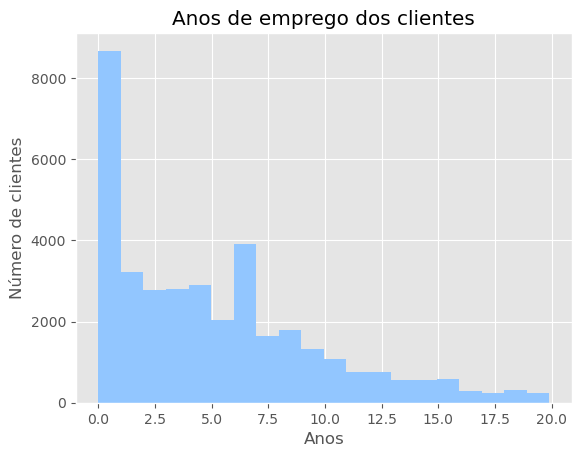 Anos de emprego dos clientes
Número de clientes
8000
6000
4000
2000
0
0.0 2.5 5.0 7.5 10.0 12.5 15.0 17.5 20.0
Anos